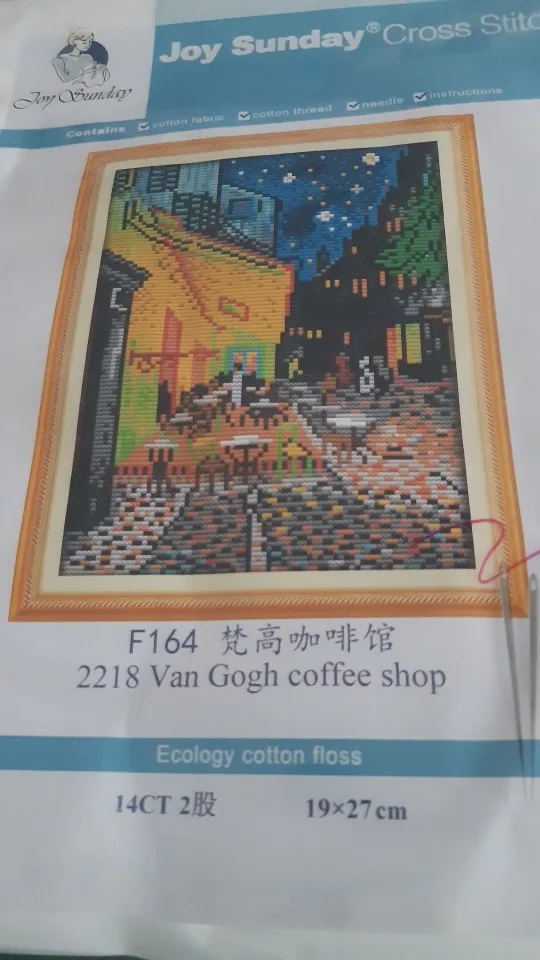 Joy Sunday® Cross Stitc
Joy Sunday
Contains cotton fabric cotton thread needle instructions
F164 梵高咖啡馆
2218 Van Gogh coffee shop
Ecology cotton floss
14CT 2股 19×27cm